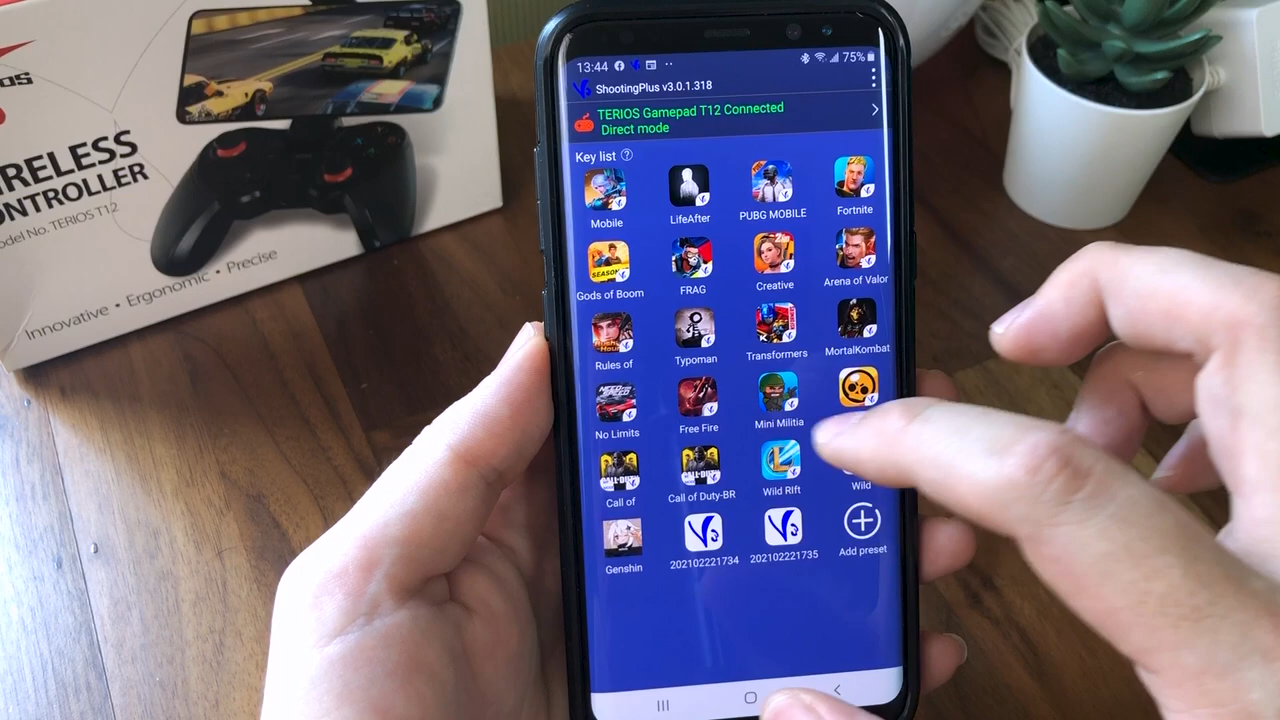 WIRELESS
CONTROLLER
Model No. TERIOS T12
Innovative • Ergonomic • Precise
13:44
75%
ShootingPlus v3.0.1.318
TERIOS Gamepad T12 Connected
Direct mode
Key list
Mobile
LifeAfter
PUBG MOBILE
Fortnite
Gods of Boom
FRAG
Creative
Arena of Valor
Rules of
Typoman
Transformers
MortalKombat
No Limits
Free Fire
Mini Militia
Call of
Call of Duty-BR
Wild Rift
Wild
Genshin
202102221734
202102221735
Add preset